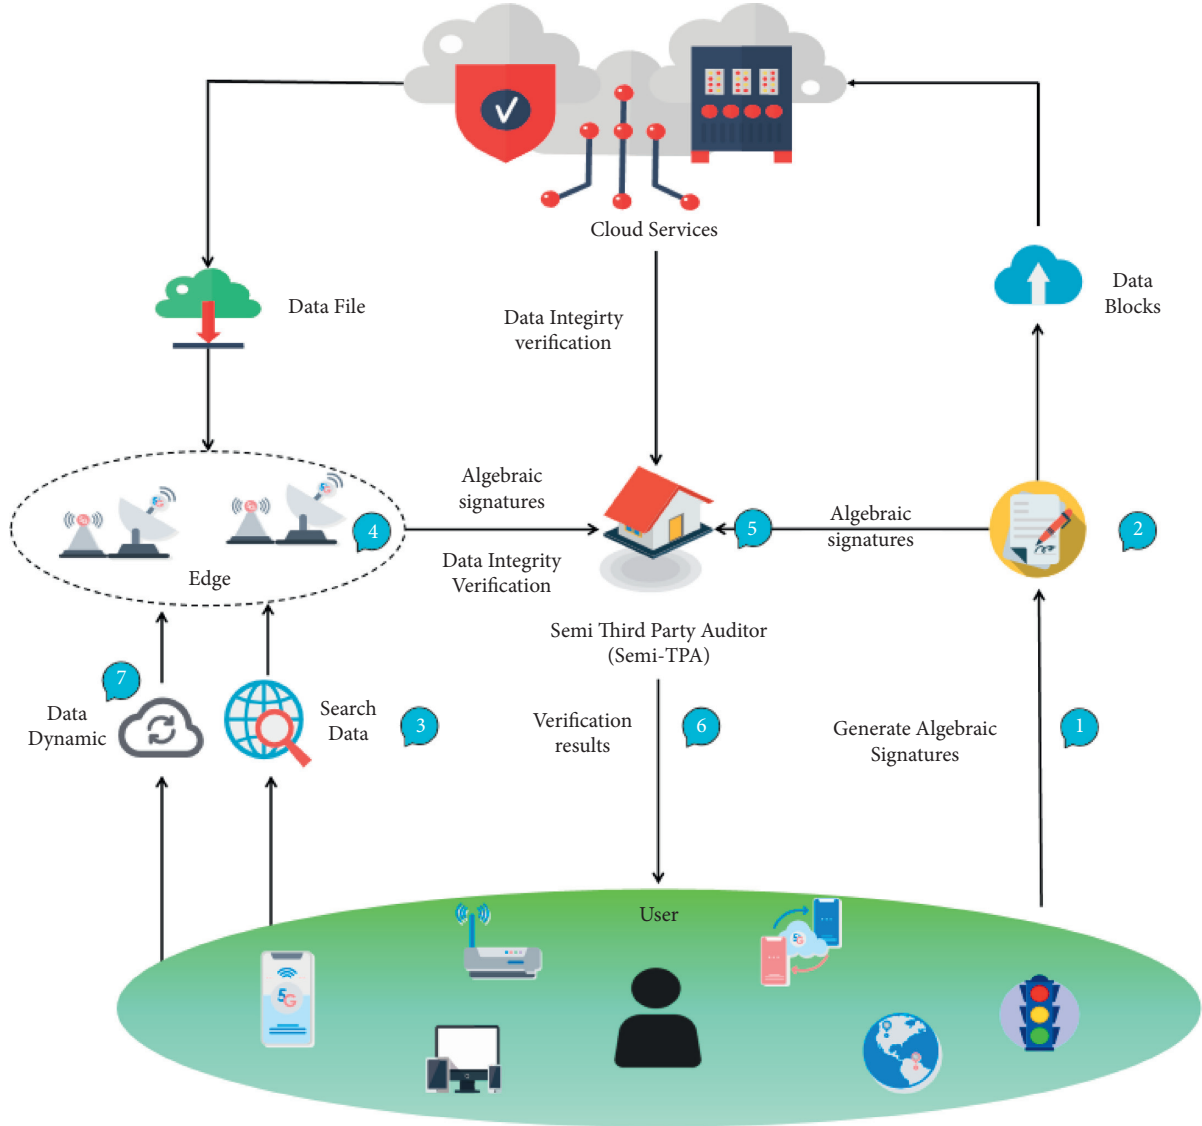 Cloud Services
Data File
Data
Blocks
Data Integirty
verification
Algebraic
signatures
4
5
Algebraic
signatures
2
Data Integrity
Verification
Edge
Semi Third Party Auditor
(Semi-TPA)
7
Data
Dynamic
Search
Data
3
Verification
results
6
Generate Algebraic
Signatures
1
User
5G